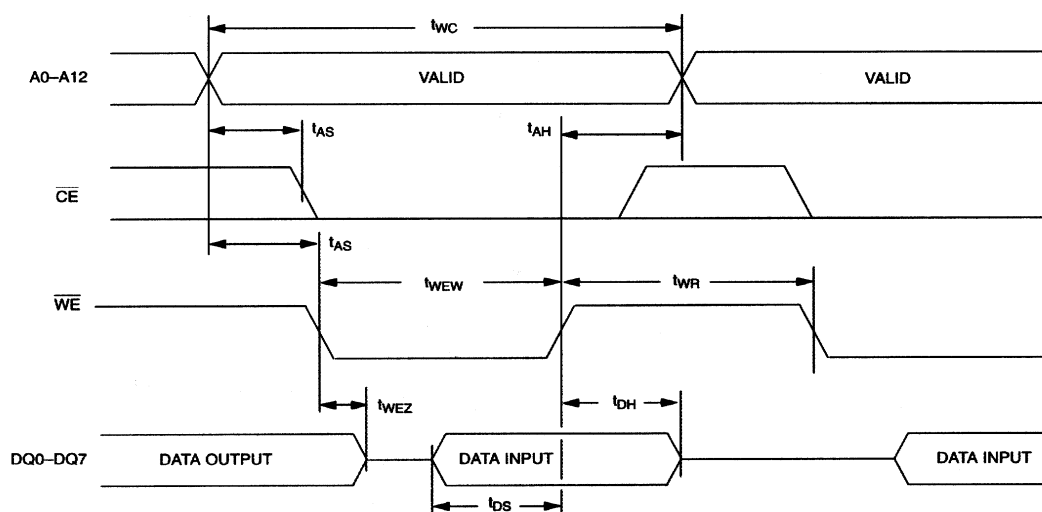 tWC
A0–A12
VALID
VALID
tAS
tAH
CE
tAS
tWEW
tWR
WE
tWEZ
tDH
DQ0–DQ7
DATA OUTPUT
DATA INPUT
DATA INPUT
tDS